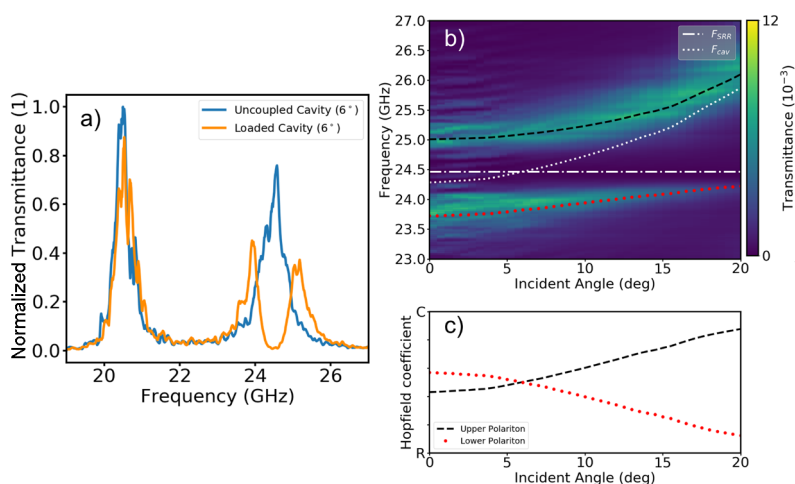 a)
Uncoupled Cavity (6°)
Loaded Cavity (6°)
Normalized Transmittance (1)
1.0
0.8
0.6
0.4
0.2
0.0
20
22
24
26
Frequency (GHz)
b)
F_SRR
F_cav
Frequency (GHz)
27.0
26.5
26.0
25.5
25.0
24.5
24.0
23.5
23.0
0
5
10
15
20
Incident Angle (deg)
12
0
Transmittance (10⁻³)
c)
Hopfield coefficient
C
R
Upper Polariton
Lower Polariton
0
5
10
15
20
Incident Angle (deg)